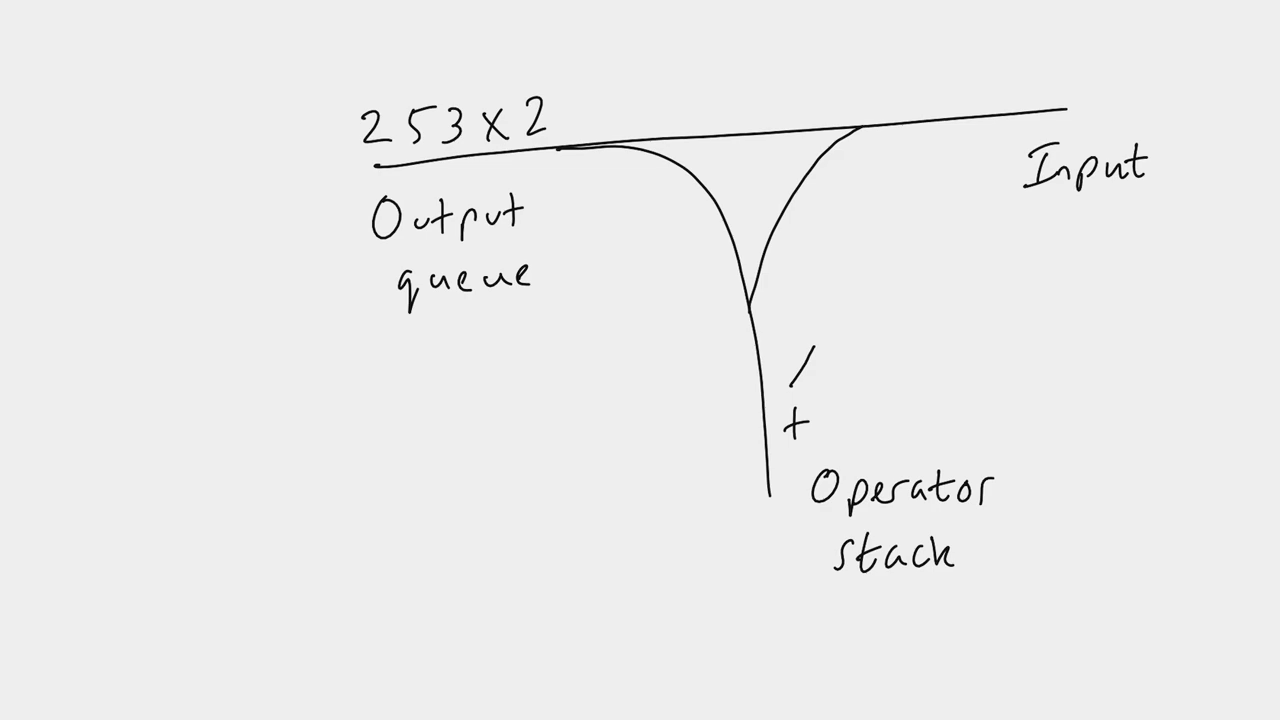 2 5 3 × 2
Input
Output
queue
/
+
Operator
stack